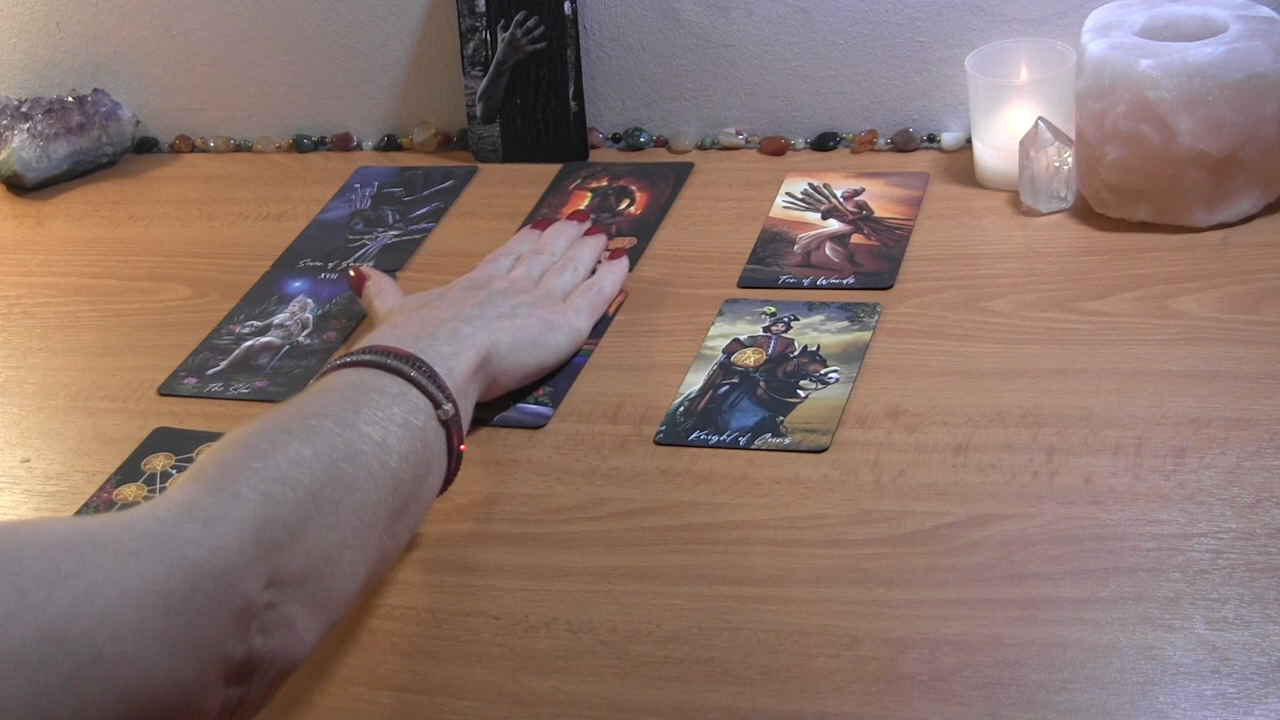 Seven of Swords
XVII
The Star
Ten of Wands
Knight of Coins